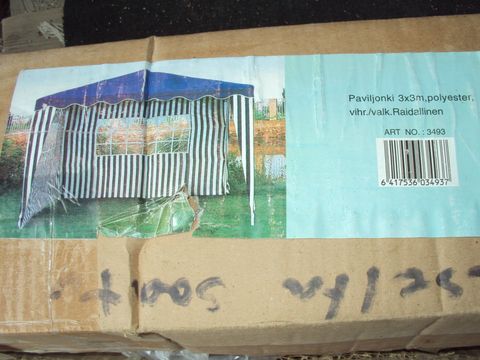 Paviljonki 3x3m,polyester,
vihr./valk.Raidallinen
ART NO. : 3493
6 417536 034937